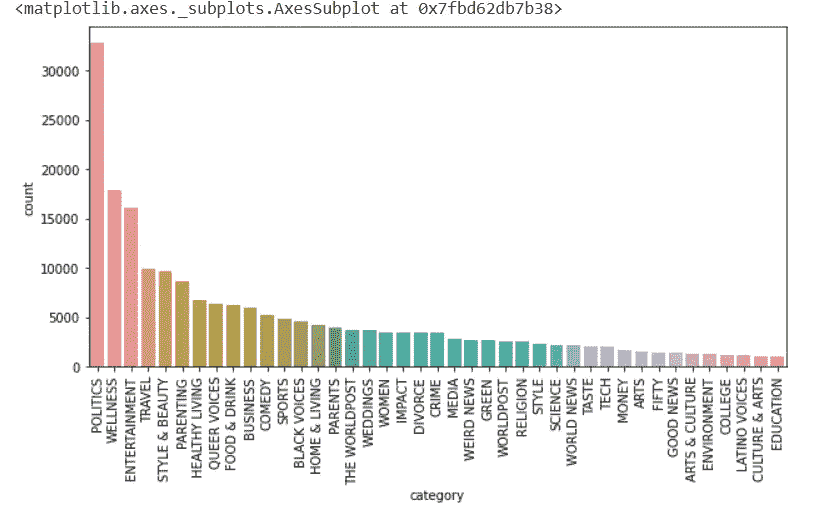 <matplotlib.axes._subplots.AxesSubplot at 0x7fbd62db7b38>
30000
25000
20000
15000
10000
5000
0
count
POLITICS
WELLNESS
ENTERTAINMENT
TRAVEL
STYLE & BEAUTY
PARENTING
HEALTHY LIVING
QUEER VOICES
FOOD & DRINK
BUSINESS
COMEDY
SPORTS
BLACK VOICES
HOME & LIVING
PARENTS
THE WORLDPOST
WEDDINGS
WOMEN
IMPACT
DIVORCE
CRIME
MEDIA
WEIRD NEWS
GREEN
WORLDPOST
RELIGION
STYLE
SCIENCE
WORLD NEWS
TASTE
TECH
MONEY
ARTS
FIFTY
GOOD NEWS
ARTS & CULTURE
ENVIRONMENT
COLLEGE
LATINO VOICES
CULTURE & ARTS
EDUCATION
category